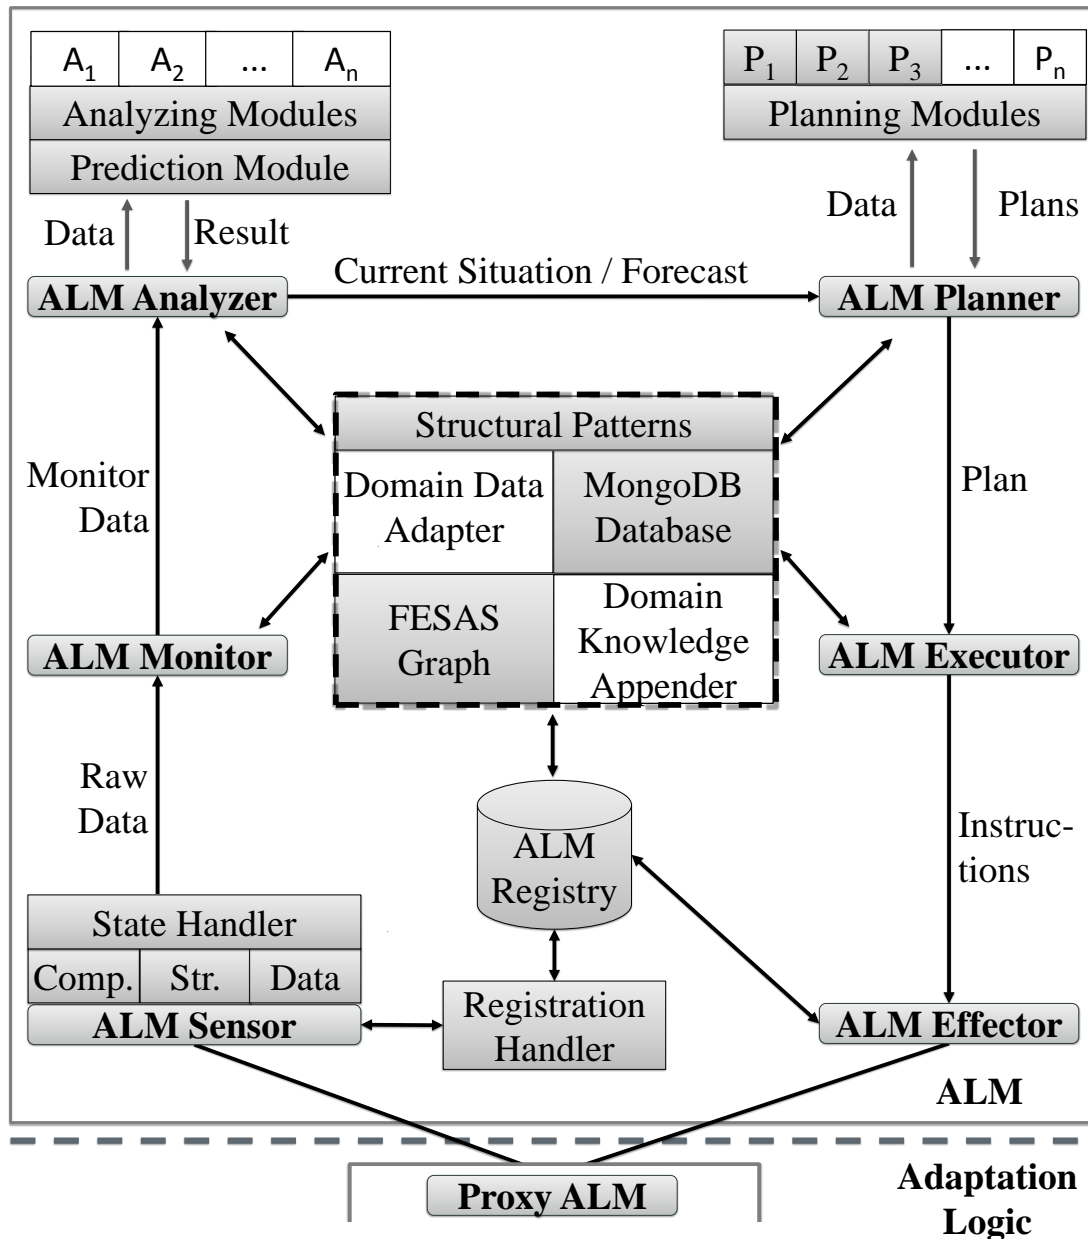 A1 A2 ... An
Analyzing Modules
Prediction Module
P1 P2 P3 ... Pn
Planning Modules
Data
Result
Data
Plans
Current Situation / Forecast
ALM Analyzer
ALM Planner
Structural Patterns
Domain Data
Adapter
MongoDB
Database
FESAS
Graph
Domain
Knowledge
Appender
Monitor
Data
Plan
ALM Monitor
ALM Executor
Raw
Data
ALM
Registry
Instruc-
tions
State Handler
Comp. Str. Data
ALM Sensor
Registration
Handler
ALM Effector
ALM
Proxy ALM
Adaptation
Logic